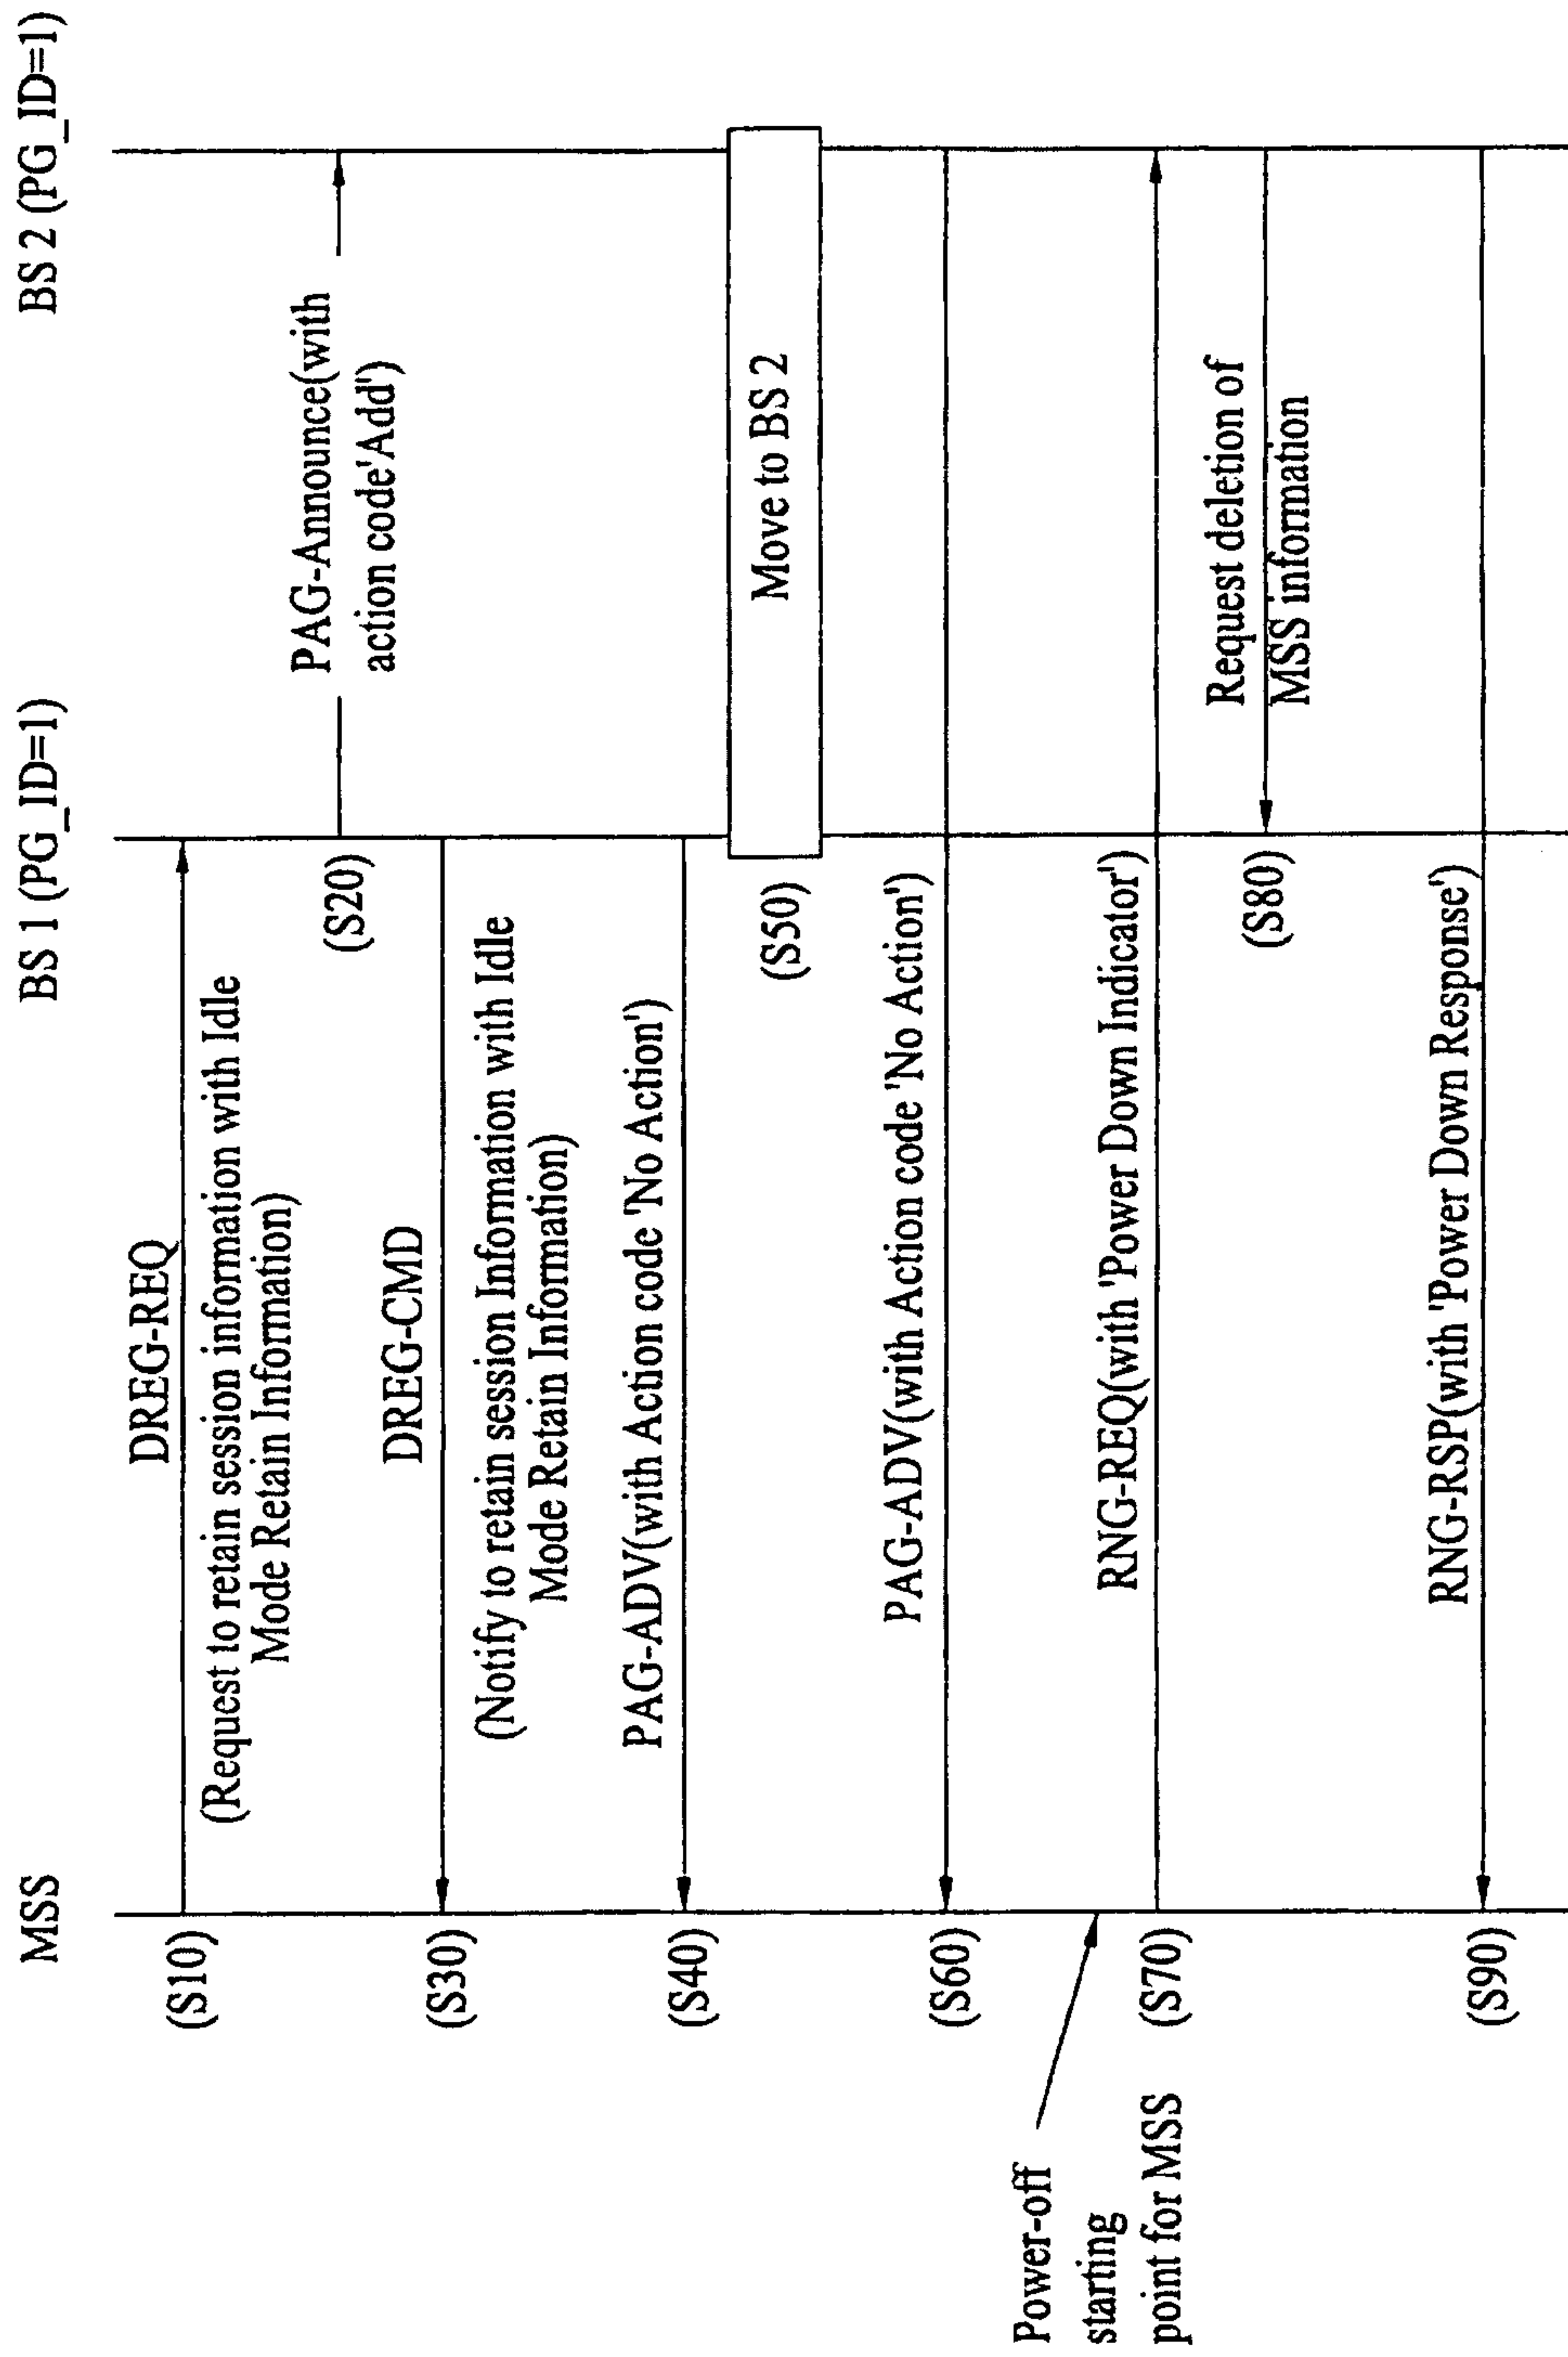 MSS
BS 1 (PG_ID=1)
BS 2 (PG_ID=1)
(S10)
DREG-REQ
(Request to retain session information with Idle
Mode Retain Information)
(S20)
PAG-Announce(with
action code'Add')
(S30)
DREG-CMD
(Notify to retain session Information with Idle
Mode Retain Information)
(S40)
PAG-ADV(with Action code 'No Action')
(S50)
Move to BS 2
(S60)
PAG-ADV(with Action code 'No Action')
Power-off
starting
point for MSS
(S70)
RNG-REQ(with 'Power Down Indicator')
(S80)
Request deletion of
MSS information
(S90)
RNG-RSP(with 'Power Down Response')